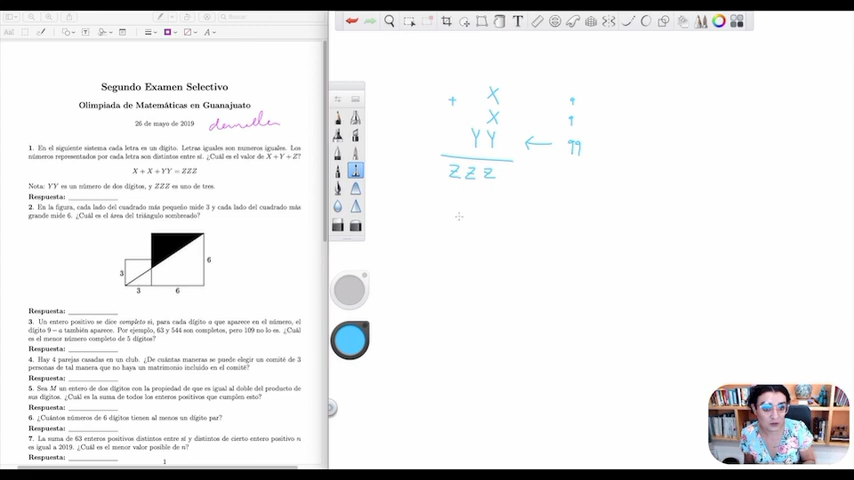 Buscar
Segundo Examen Selectivo
Olimpiada de Matemáticas en Guanajuato
26 de mayo de 2019
1. En el siguiente sistema cada letra es un dígito. Letras iguales son numeros iguales. Los
números representados por cada letra son distintos entre sí. ¿Cuál es el valor de X + Y + Z?
X + X + YY = ZZZ
Nota: YY es un número de dos dígitos, y ZZZ es uno de tres.
Respuesta:
2. En la figura, cada lado del cuadrado más pequeño mide 3 y cada lado del cuadrado más
grande mide 6. ¿Cuál es el área del triángulo sombreado?
3
6
3
6
Respuesta:
3. Un entero positivo se dice completo si, para cada dígito a que aparece en el número, el
dígito 9 − a también aparece. Por ejemplo, 63 y 544 son completos, pero 109 no lo es. ¿Cuál
es el menor número completo de 5 dígitos?
Respuesta:
4. Hay 4 parejas casadas en un club. ¿De cuántas maneras se puede elegir un comité de 3
personas de tal manera que no haya un matrimonio incluido en el comité?
Respuesta:
5. Sea M un entero de dos dígitos con la propiedad de que es igual al doble del producto de
sus dígitos. ¿Cuál es la suma de todos los enteros positivos que cumplen esto?
Respuesta:
6. ¿Cuántos números de 6 dígitos tienen al menos un dígito par?
Respuesta:
7. La suma de 63 enteros positivos distintos entre sí y distintos de cierto entero positivo n
es igual a 2019. ¿Cuál es el menor valor posible de n?
Respuesta:
1
+ X
X
YY ← 99
ZZZ